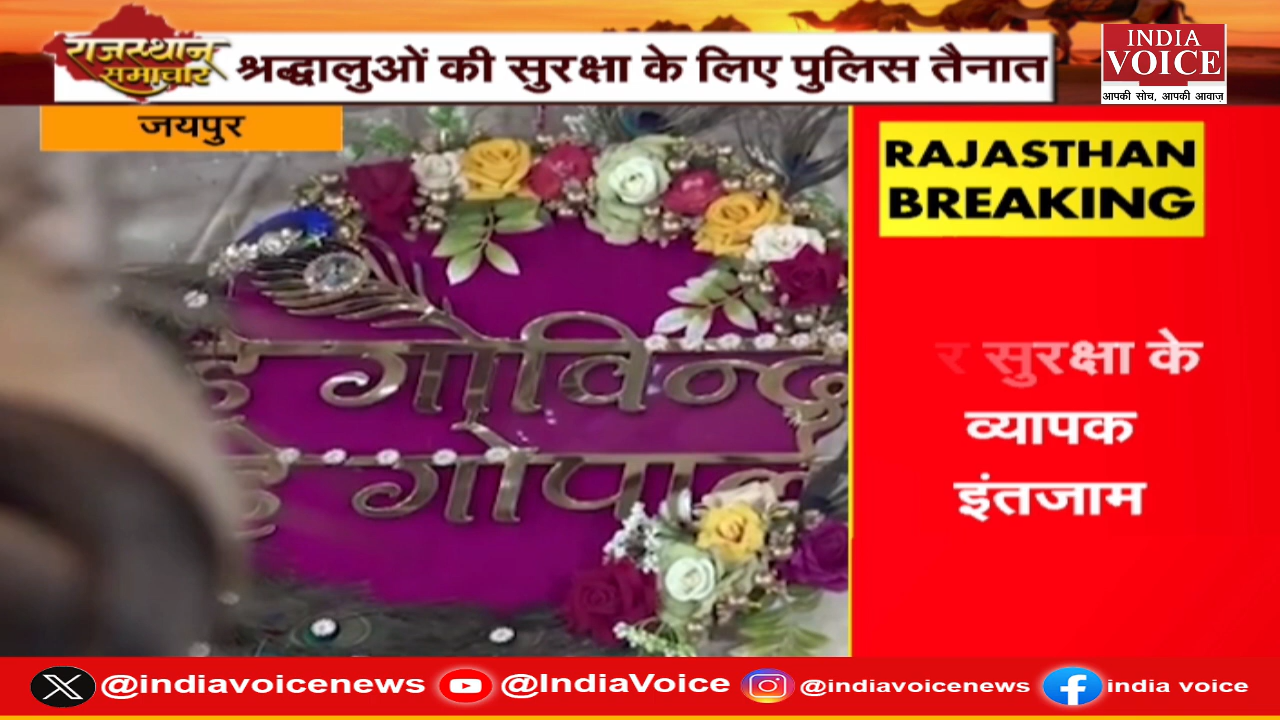 राजस्थान
समाचार
श्रद्धालुओं की सुरक्षा के लिए पुलिस तैनात
INDIA
VOICE
आपकी सोच, आपकी आवाज़
जयपुर
RAJASTHAN
BREAKING
हे गोविन्द
हे गोपाल
र सुरक्षा के
व्यापक
इंतजाम
@indiavoicenews @IndiaVoice @indiavoicenews india voice